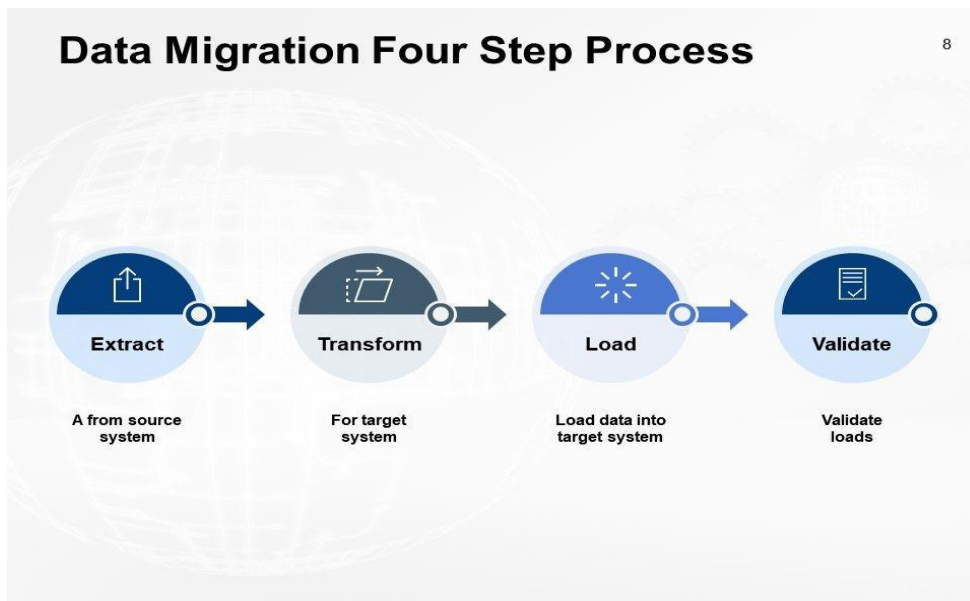 Data Migration Four Step Process
8
Extract
Transform
Load
Validate
A from source
system
For target
system
Load data into
target system
Validate
loads